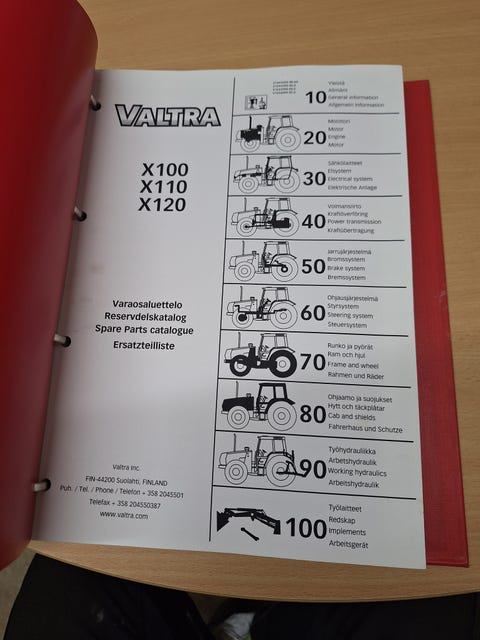 VALTRA
X100
X110
X120
Varaosaluettelo
Reservdelskatalog
Spare Parts catalogue
Ersatzteilliste
Valtra Inc.
FIN-44200 Suolahti, FINLAND
Puh. / Tel. / Phone / Telefon + 358 2045501
Telefax + 358 204550387
www.valtra.com
10
Yleistä
Allmänt
General information
Allgemein Information
20
Moottori
Motor
Engine
Motor
30
Sähkölaitteet
Elsystem
Electrical system
Elektrische Anlage
40
Voimansiirto
Kraftöverföring
Power transmission
Kraftübertragung
50
Jarrujärjestelmä
Bromssystem
Brake system
Bremssystem
60
Ohjausjärjestelmä
Styrsystem
Steering system
Steuersystem
70
Runko ja pyörät
Ram och hjul
Frame and wheel
Rahmen und Räder
80
Ohjaamo ja suojukset
Hytt och täckplåtar
Cab and shields
Fahrerhaus und Schutze
90
Työhydrauliikka
Arbetshydraulik
Working hydraulics
Arbeitshydraulik
100
Työlaitteet
Redskap
Implements
Arbeitsgerät